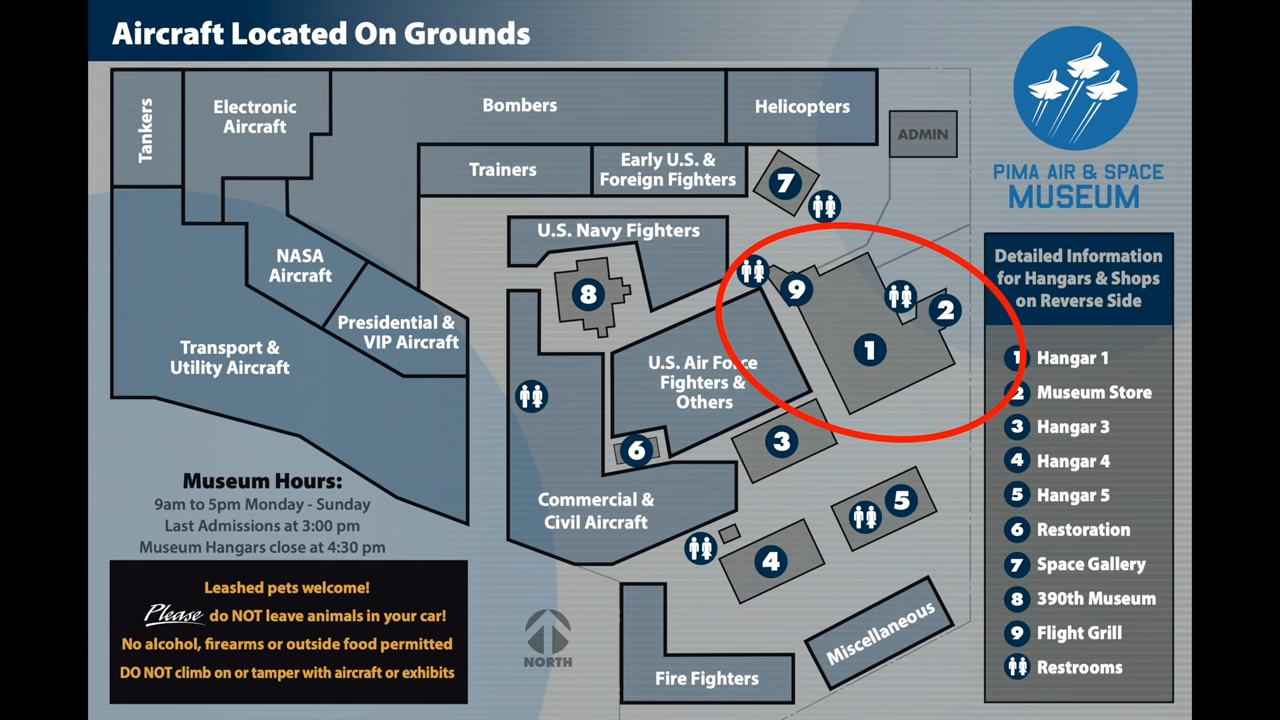 Aircraft Located On Grounds
Tankers
Electronic
Aircraft
Bombers
Helicopters
ADMIN
PIMA AIR & SPACE
MUSEUM
Trainers
Early U.S. &
Foreign Fighters
7
U.S. Navy Fighters
NASA
Aircraft
8
9
2
1
Presidential &
VIP Aircraft
Transport &
Utility Aircraft
U.S. Air Force
Fighters &
Others
3
6
Commercial &
Civil Aircraft
5
4
Miscellaneous
Fire Fighters
NORTH
Detailed Information
for Hangars & Shops
on Reverse Side
1 Hangar 1
2 Museum Store
3 Hangar 3
4 Hangar 4
5 Hangar 5
6 Restoration
7 Space Gallery
8 390th Museum
9 Flight Grill
Restrooms
Museum Hours:
9am to 5pm Monday - Sunday
Last Admissions at 3:00 pm
Museum Hangars close at 4:30 pm
Leashed pets welcome!
Please do NOT leave animals in your car!
No alcohol, firearms or outside food permitted
DO NOT climb on or tamper with aircraft or exhibits